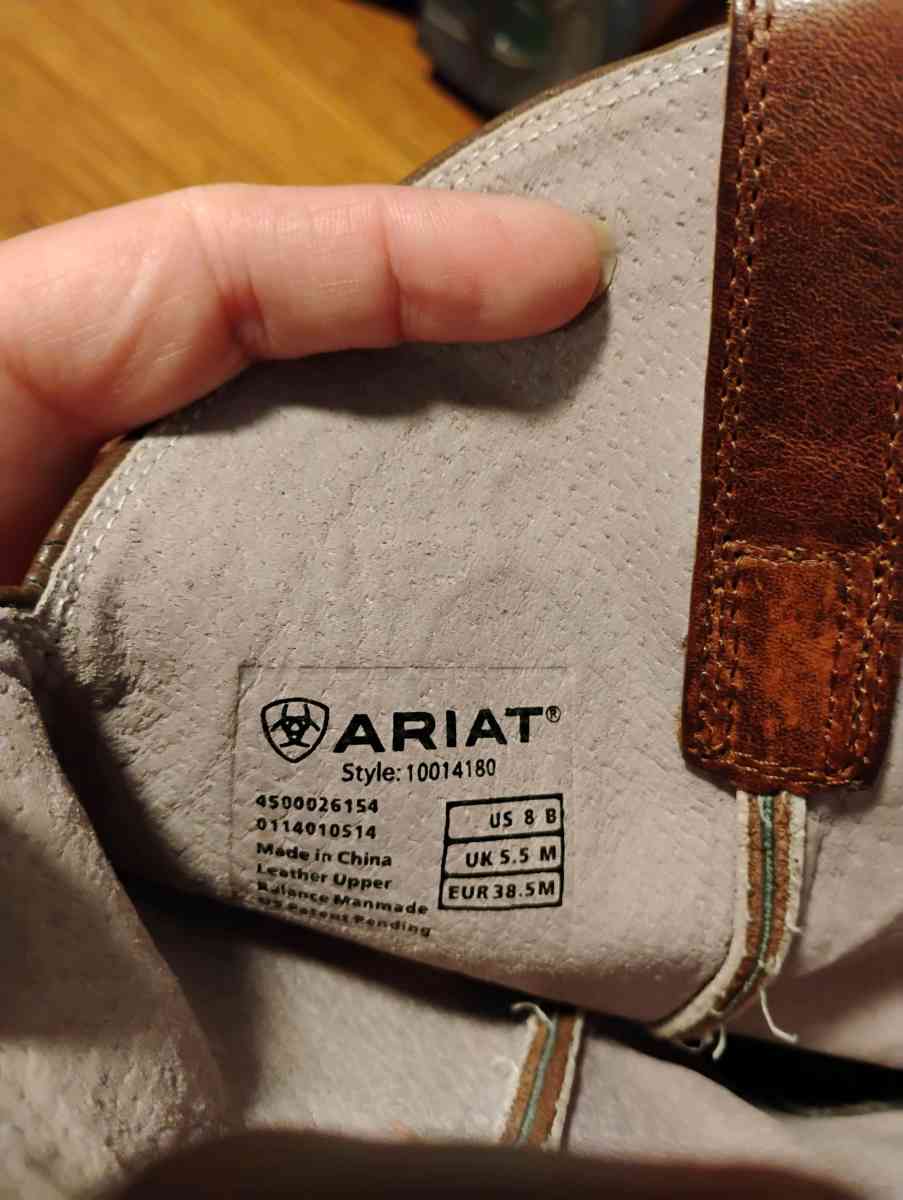 ARIAT®
Style: 10014180
4500026154
0114010514
Made in China
Leather Upper
Balance Manmade
US Patent Pending
US 8 B
UK 5.5 M
EUR 38.5M